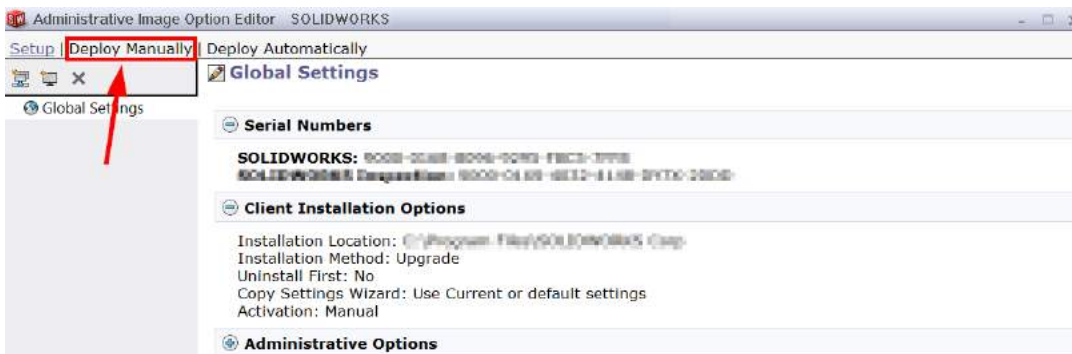 Administrative Image Option Editor SOLIDWORKS
Setup | Deploy Manually | Deploy Automatically
Global Settings
Global Settings
Serial Numbers
SOLIDWORKS:
Client Installation Options
Installation Location:
Installation Method: Upgrade
Uninstall First: No
Copy Settings Wizard: Use Current or default settings
Activation: Manual
Administrative Options